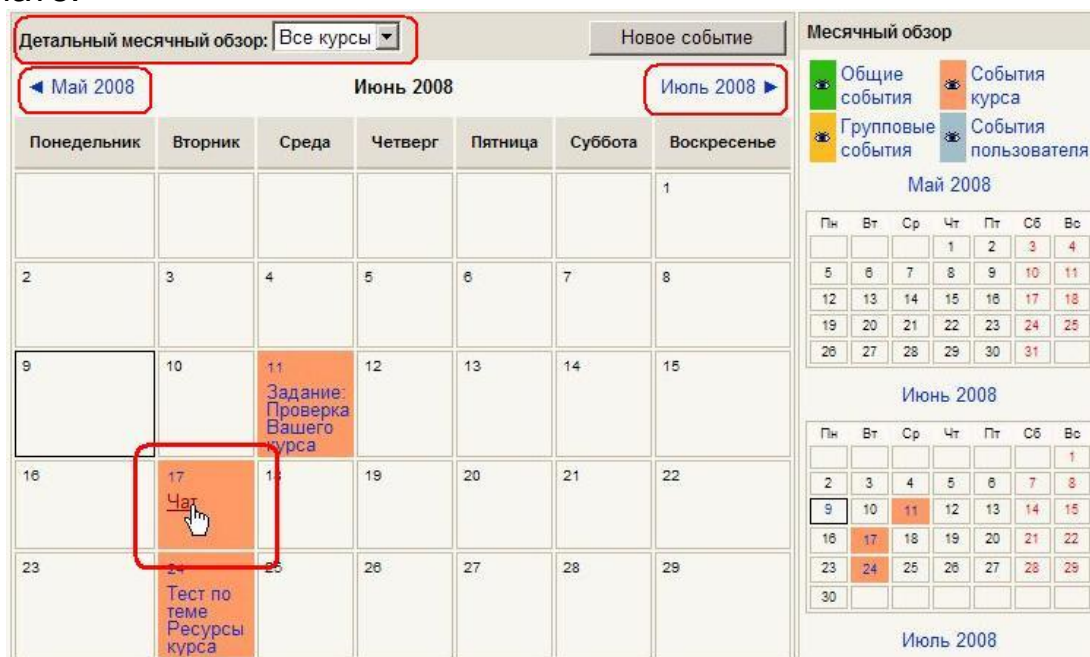 Детальный месячный обзор: Все курсы Новое событие
◄ Май 2008 Июнь 2008 Июль 2008 ►
Понедельник Вторник Среда Четверг Пятница Суббота Воскресенье
1
2 3 4 5 6 7 8
9 10 11 12 13 14 15
Задание:
Проверка
Вашего
курса
16 17 18 19 20 21 22
Чат
23 24 25 26 27 28 29
Тест по
теме
Ресурсы
курса
Месячный обзор
Общие события
События курса
Групповые события
События пользователя
Май 2008
Пн Вт Ср Чт Пт Сб Вс
1 2 3 4
5 6 7 8 9 10 11
12 13 14 15 16 17 18
19 20 21 22 23 24 25
26 27 28 29 30 31
Июнь 2008
Пн Вт Ср Чт Пт Сб Вс
1
2 3 4 5 6 7 8
9 10 11 12 13 14 15
16 17 18 19 20 21 22
23 24 25 26 27 28 29
30
Июль 2008